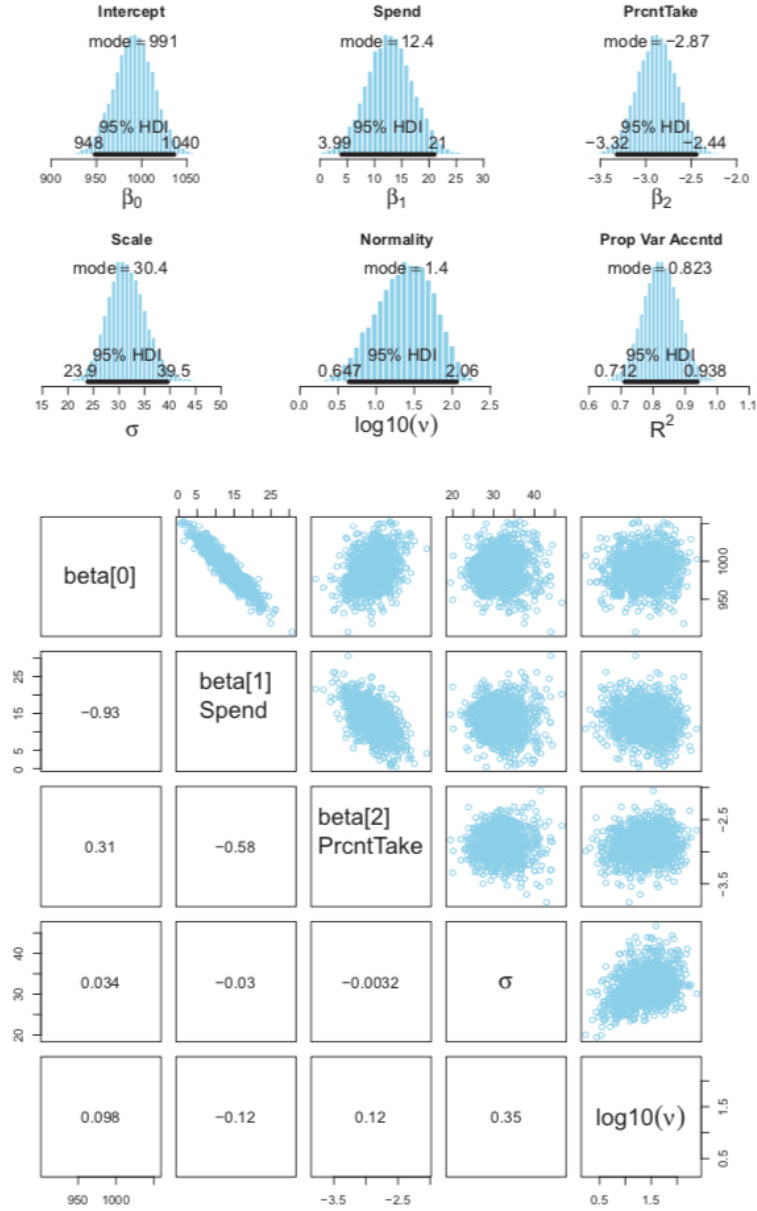 Intercept Spend PrcntTake
mode = 991 mode = 12.4 mode = −2.87
95% HDI 95% HDI 95% HDI
948 1040 3.99 21 −3.32 −2.44
900 950 1000 1050 0 5 10 15 20 25 30 −3.5 −3.0 −2.5 −2.0
β0 β1 β2
Scale Normality Prop Var Accntd
mode = 30.4 mode = 1.4 mode = 0.823
95% HDI 95% HDI 95% HDI
23.9 39.5 0.647 2.06 0.712 0.938
15 20 25 30 35 40 45 50 0.0 0.5 1.0 1.5 2.0 2.5 0.6 0.7 0.8 0.9 1.0 1.1
σ log10(ν) R²
0 5 15 25 20 30 40
beta[0]
950 1000
0 5 15 25
−0.93
beta[1]
Spend
0.31 −0.58
beta[2]
PrcntTake
−3.5 −2.5
20 30 40
0.034 −0.03 −0.0032 σ
0.098 −0.12 0.12 0.35 log10(ν)
0.5 1.5
950 1000 −3.5 −2.5 0.5 1.5